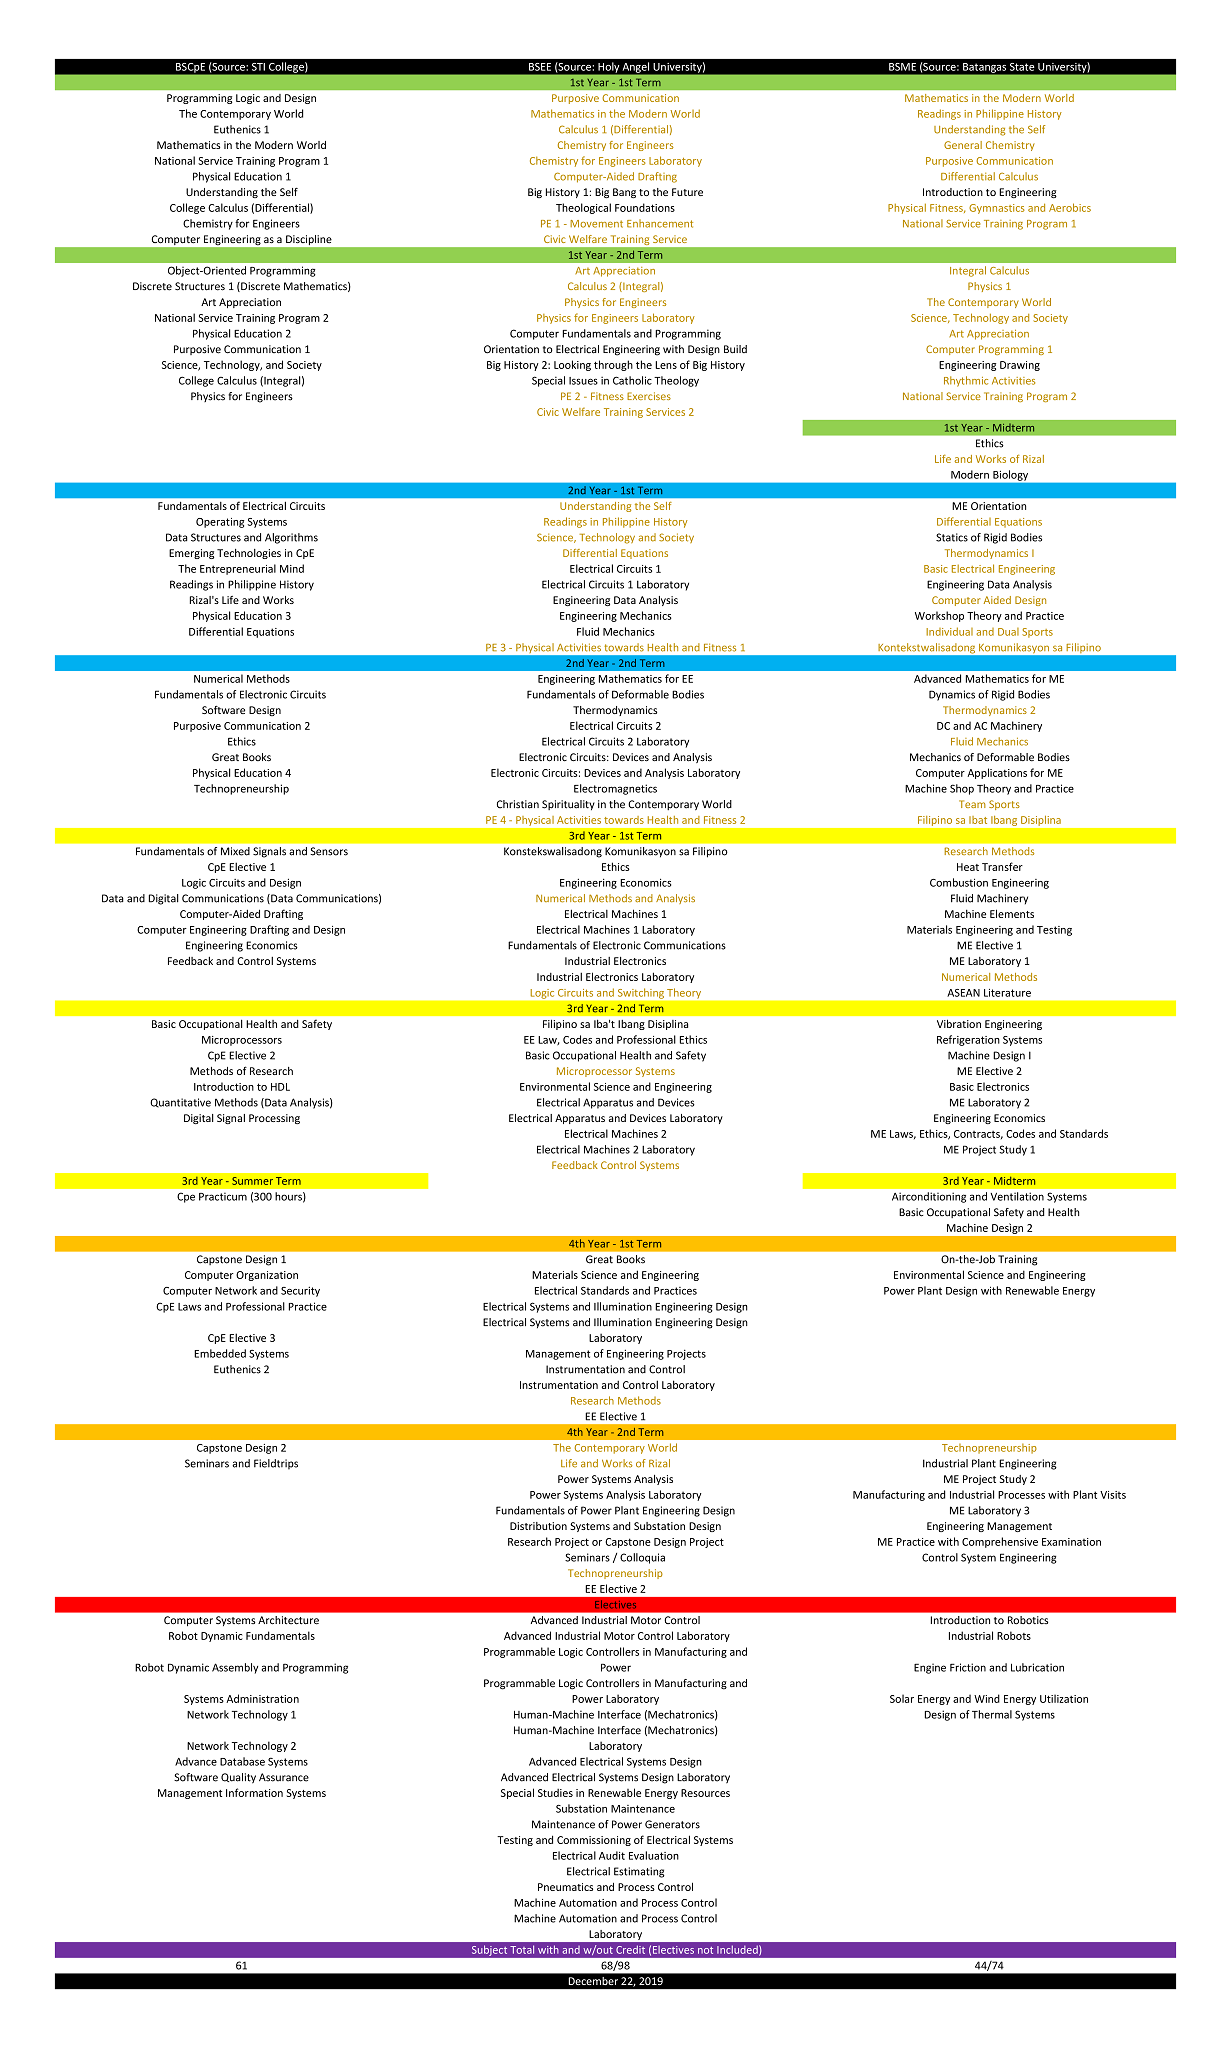 BSCpE (Source: STI College) BSEE (Source: Holy Angel University) BSME (Source: Batangas State University)
1st Year - 1st Term
Programming Logic and Design Purposive Communication Mathematics in the Modern World
The Contemporary World Mathematics in the Modern World Readings in Philippine History
Euthenics 1 Calculus 1 (Differential) Understanding the Self
Mathematics in the Modern World Chemistry for Engineers General Chemistry
National Service Training Program 1 Chemistry for Engineers Laboratory Purposive Communication
Physical Education 1 Computer-Aided Drafting Differential Calculus
Understanding the Self Big History 1: Big Bang to the Future Introduction to Engineering
College Calculus (Differential) Theological Foundations Physical Fitness, Gymnastics and Aerobics
Chemistry for Engineers PE 1 - Movement Enhancement National Service Training Program 1
Computer Engineering as a Discipline Civic Welfare Training Service
1st Year - 2nd Term
Object-Oriented Programming Art Appreciation Integral Calculus
Discrete Structures 1 (Discrete Mathematics) Calculus 2 (Integral) Physics 1
Art Appreciation Physics for Engineers The Contemporary World
National Service Training Program 2 Physics for Engineers Laboratory Science, Technology and Society
Physical Education 2 Computer Fundamentals and Programming Art Appreciation
Purposive Communication 1 Orientation to Electrical Engineering with Design Build Computer Programming 1
Science, Technology, and Society Big History 2: Looking through the Lens of Big History Engineering Drawing
College Calculus (Integral) Special Issues in Catholic Theology Rhythmic Activities
Physics for Engineers PE 2 - Fitness Exercises National Service Training Program 2
Civic Welfare Training Services 2
1st Year - Midterm
Ethics
Life and Works of Rizal
Modern Biology
2nd Year - 1st Term
Fundamentals of Electrical Circuits Understanding the Self ME Orientation
Operating Systems Readings in Philippine History Differential Equations
Data Structures and Algorithms Science, Technology and Society Statics of Rigid Bodies
Emerging Technologies in CpE Differential Equations Thermodynamics I
The Entrepreneurial Mind Electrical Circuits 1 Basic Electrical Engineering
Readings in Philippine History Electrical Circuits 1 Laboratory Engineering Data Analysis
Rizal's Life and Works Engineering Data Analysis Computer Aided Design
Physical Education 3 Engineering Mechanics Workshop Theory and Practice
Differential Equations Fluid Mechanics Individual and Dual Sports
PE 3 - Physical Activities towards Health and Fitness 1 Kontekstwalisadong Komunikasyon sa Filipino
2nd Year - 2nd Term
Numerical Methods Engineering Mathematics for EE Advanced Mathematics for ME
Fundamentals of Electronic Circuits Fundamentals of Deformable Bodies Dynamics of Rigid Bodies
Software Design Thermodynamics Thermodynamics 2
Purposive Communication 2 Electrical Circuits 2 DC and AC Machinery
Ethics Electrical Circuits 2 Laboratory Fluid Mechanics
Great Books Electronic Circuits: Devices and Analysis Mechanics of Deformable Bodies
Physical Education 4 Electronic Circuits: Devices and Analysis Laboratory Computer Applications for ME
Technopreneurship Electromagnetics Machine Shop Theory and Practice
Christian Spirituality in the Contemporary World Team Sports
PE 4 - Physical Activities towards Health and Fitness 2 Filipino sa Ibat Ibang Disiplina
3rd Year - 1st Term
Fundamentals of Mixed Signals and Sensors Konstekswalisadong Komunikasyon sa Filipino Research Methods
CpE Elective 1 Ethics Heat Transfer
Logic Circuits and Design Engineering Economics Combustion Engineering
Data and Digital Communications (Data Communications) Numerical Methods and Analysis Fluid Machinery
Computer-Aided Drafting Electrical Machines 1 Machine Elements
Computer Engineering Drafting and Design Electrical Machines 1 Laboratory Materials Engineering and Testing
Engineering Economics Fundamentals of Electronic Communications ME Elective 1
Feedback and Control Systems Industrial Electronics ME Laboratory 1
Industrial Electronics Laboratory Numerical Methods
Logic Circuits and Switching Theory ASEAN Literature
3rd Year - 2nd Term
Basic Occupational Health and Safety Filipino sa Iba't Ibang Disiplina Vibration Engineering
Microprocessors EE Law, Codes and Professional Ethics Refrigeration Systems
CpE Elective 2 Basic Occupational Health and Safety Machine Design I
Methods of Research Microprocessor Systems ME Elective 2
Introduction to HDL Environmental Science and Engineering Basic Electronics
Quantitative Methods (Data Analysis) Electrical Apparatus and Devices ME Laboratory 2
Digital Signal Processing Electrical Apparatus and Devices Laboratory Engineering Economics
Electrical Machines 2 ME Laws, Ethics, Contracts, Codes and Standards
Electrical Machines 2 Laboratory ME Project Study 1
Feedback Control Systems
3rd Year - Summer Term 3rd Year - Midterm
Cpe Practicum (300 hours) Airconditioning and Ventilation Systems
Basic Occupational Safety and Health
Machine Design 2
4th Year - 1st Term
Capstone Design 1 Great Books On-the-Job Training
Computer Organization Materials Science and Engineering Environmental Science and Engineering
Computer Network and Security Electrical Standards and Practices Power Plant Design with Renewable Energy
CpE Laws and Professional Practice Electrical Systems and Illumination Engineering Design
Electrical Systems and Illumination Engineering Design
CpE Elective 3 Laboratory
Embedded Systems Management of Engineering Projects
Euthenics 2 Instrumentation and Control
Instrumentation and Control Laboratory
Research Methods
EE Elective 1
4th Year - 2nd Term
Capstone Design 2 The Contemporary World Technopreneurship
Seminars and Fieldtrips Life and Works of Rizal Industrial Plant Engineering
Power Systems Analysis ME Project Study 2
Power Systems Analysis Laboratory Manufacturing and Industrial Processes with Plant Visits
Fundamentals of Power Plant Engineering Design ME Laboratory 3
Distribution Systems and Substation Design Engineering Management
Research Project or Capstone Design Project ME Practice with Comprehensive Examination
Seminars / Colloquia Control System Engineering
Technopreneurship
EE Elective 2
Electives
Computer Systems Architecture Advanced Industrial Motor Control Introduction to Robotics
Robot Dynamic Fundamentals Advanced Industrial Motor Control Laboratory Industrial Robots
Programmable Logic Controllers in Manufacturing and
Robot Dynamic Assembly and Programming Power Engine Friction and Lubrication
Programmable Logic Controllers in Manufacturing and
Systems Administration Power Laboratory Solar Energy and Wind Energy Utilization
Network Technology 1 Human-Machine Interface (Mechatronics) Design of Thermal Systems
Human-Machine Interface (Mechatronics)
Network Technology 2 Laboratory
Advance Database Systems Advanced Electrical Systems Design
Software Quality Assurance Advanced Electrical Systems Design Laboratory
Management Information Systems Special Studies in Renewable Energy Resources
Substation Maintenance
Maintenance of Power Generators
Testing and Commissioning of Electrical Systems
Electrical Audit Evaluation
Electrical Estimating
Pneumatics and Process Control
Machine Automation and Process Control
Machine Automation and Process Control
Laboratory
Subject Total with and w/out Credit (Electives not Included)
61 68/98 44/74
December 22, 2019